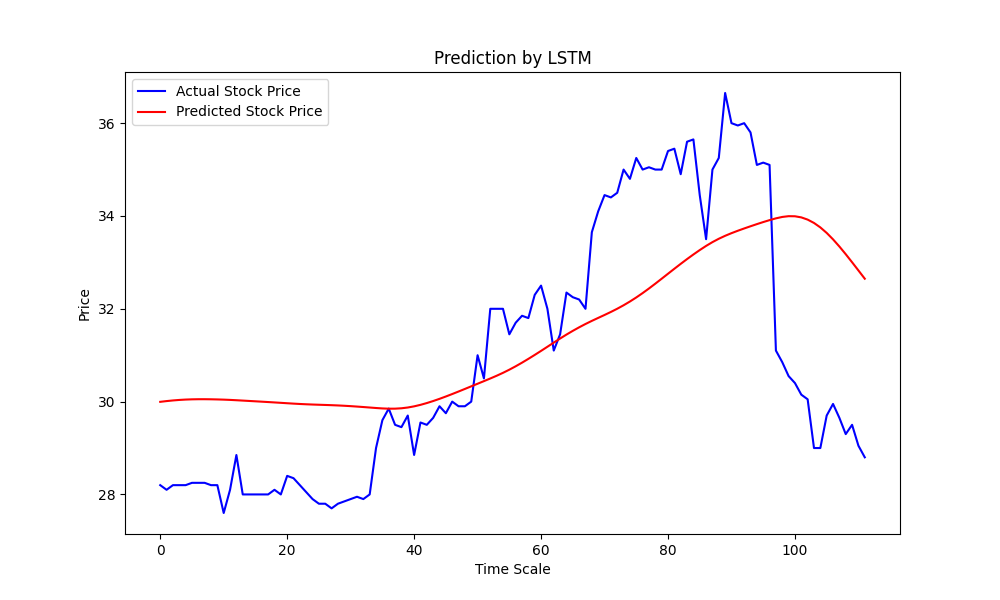 Prediction by LSTM
Actual Stock Price
Predicted Stock Price
36
34
32
30
28
Price
0 20 40 60 80 100
Time Scale